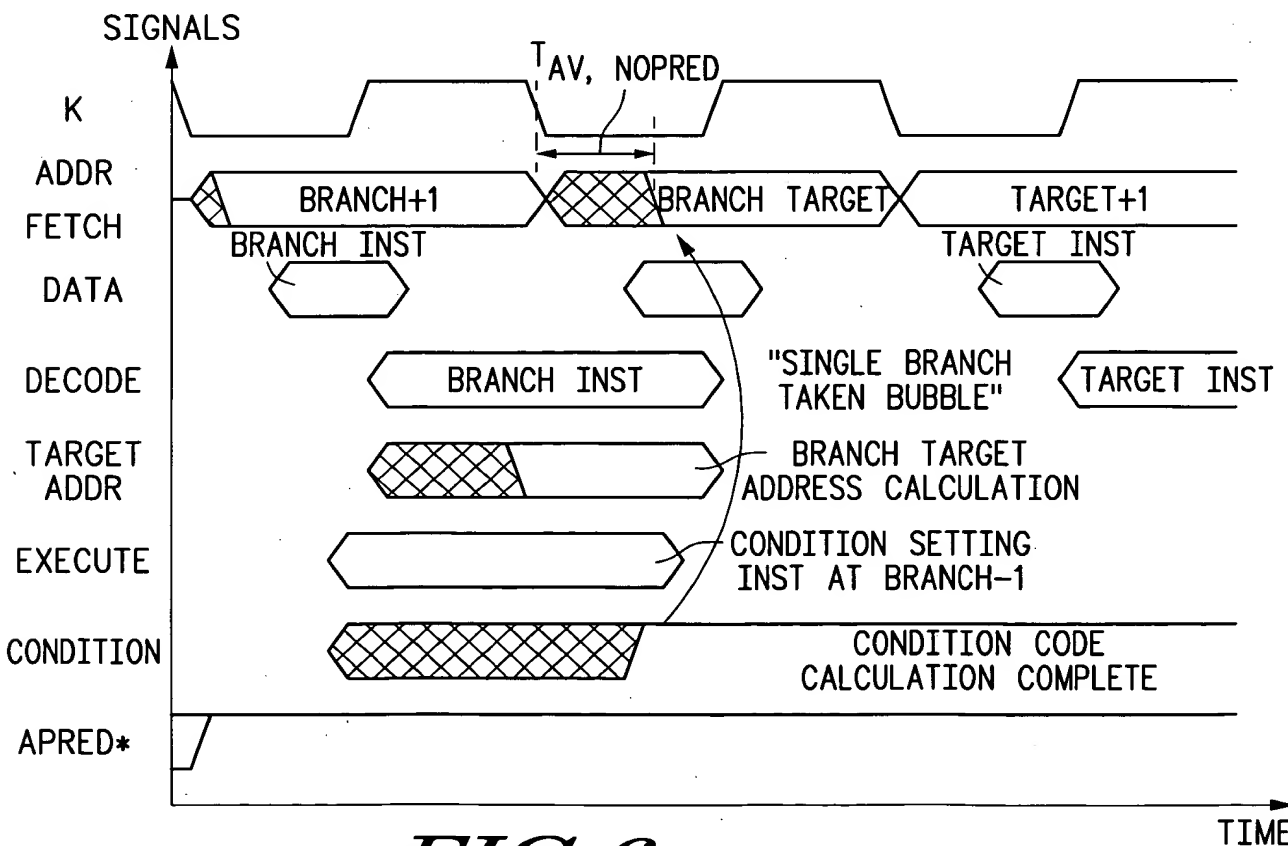 SIGNALS
T AV, NOPRED
K
ADDR
FETCH
BRANCH+1
BRANCH TARGET
TARGET+1
BRANCH INST
TARGET INST
DATA
DECODE
BRANCH INST
"SINGLE BRANCH
TAKEN BUBBLE"
TARGET INST
TARGET
ADDR
BRANCH TARGET
ADDRESS CALCULATION
EXECUTE
CONDITION SETTING
INST AT BRANCH-1
CONDITION
CONDITION CODE
CALCULATION COMPLETE
APRED*
TIME